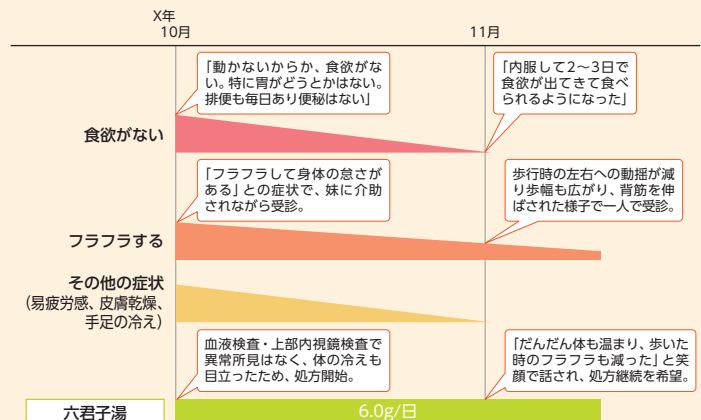 X年
10月
11月
「動かないからか、食欲がな
い。特に胃がどうとかはない。
排便も毎日あり便秘はない」
「内服して2〜3日で
食欲が出てきて食べ
られるようになった」
食欲がない
「フラフラして身体の怠さが
ある」との症状で、妹に介助
されながら受診。
歩行時の左右への動揺が減
り歩幅も広がり、背筋を伸
ばされた様子で一人で受診。
フラフラする
その他の症状
(易疲労感、皮膚乾燥、
手足の冷え)
血液検査・上部内視鏡検査で
異常所見はなく、体の冷えも
目立ったため、処方開始。
「だんだん体も温まり、歩いた
時のフラフラも減った」と笑
顔で話され、処方継続を希望。
六君子湯
6.0g/日